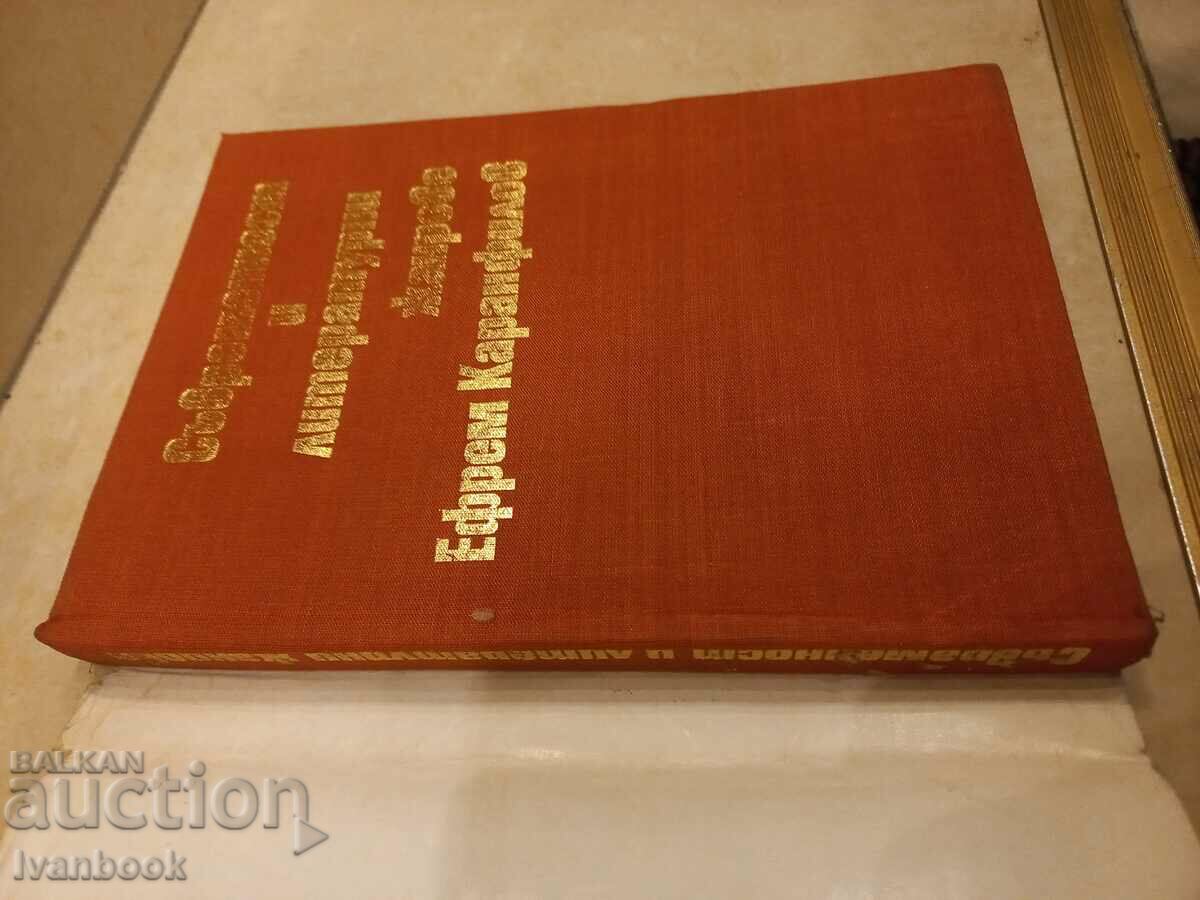 Съвременност
и
литературни
жанрове
Ефрем Каранфилов
Съвременност и литературни жанрове
BALKAN
auction
Ivanbook